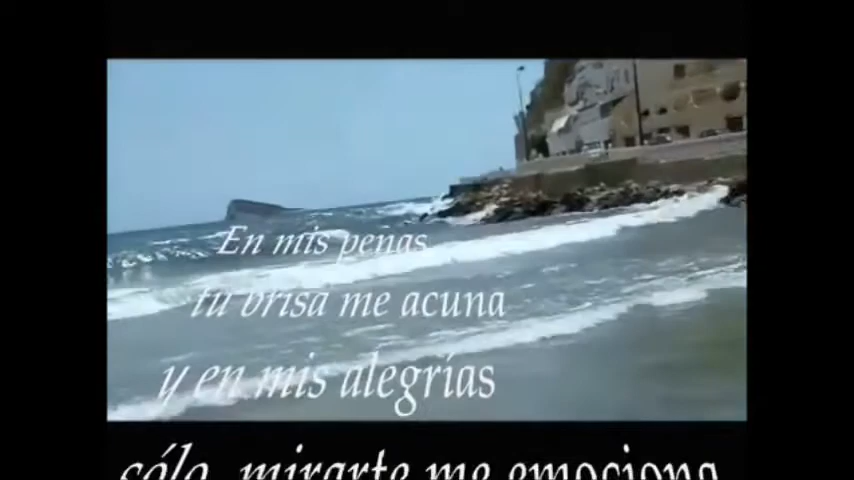 En mis penas
tu brisa me acuna
y en mis alegrías
sólo mirarte me emociona